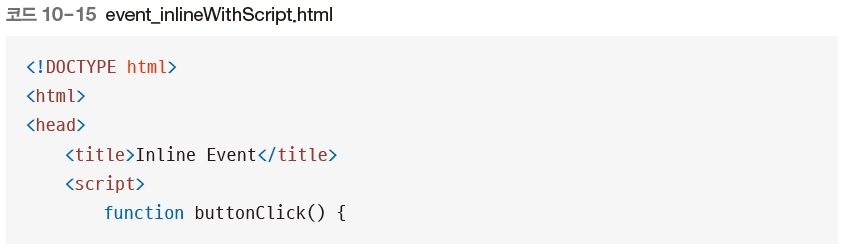 코드 10-15 event_inlineWithScript.html
<!DOCTYPE html>
<html>
<head>
    <title>Inline Event</title>
    <script>
        function buttonClick() {